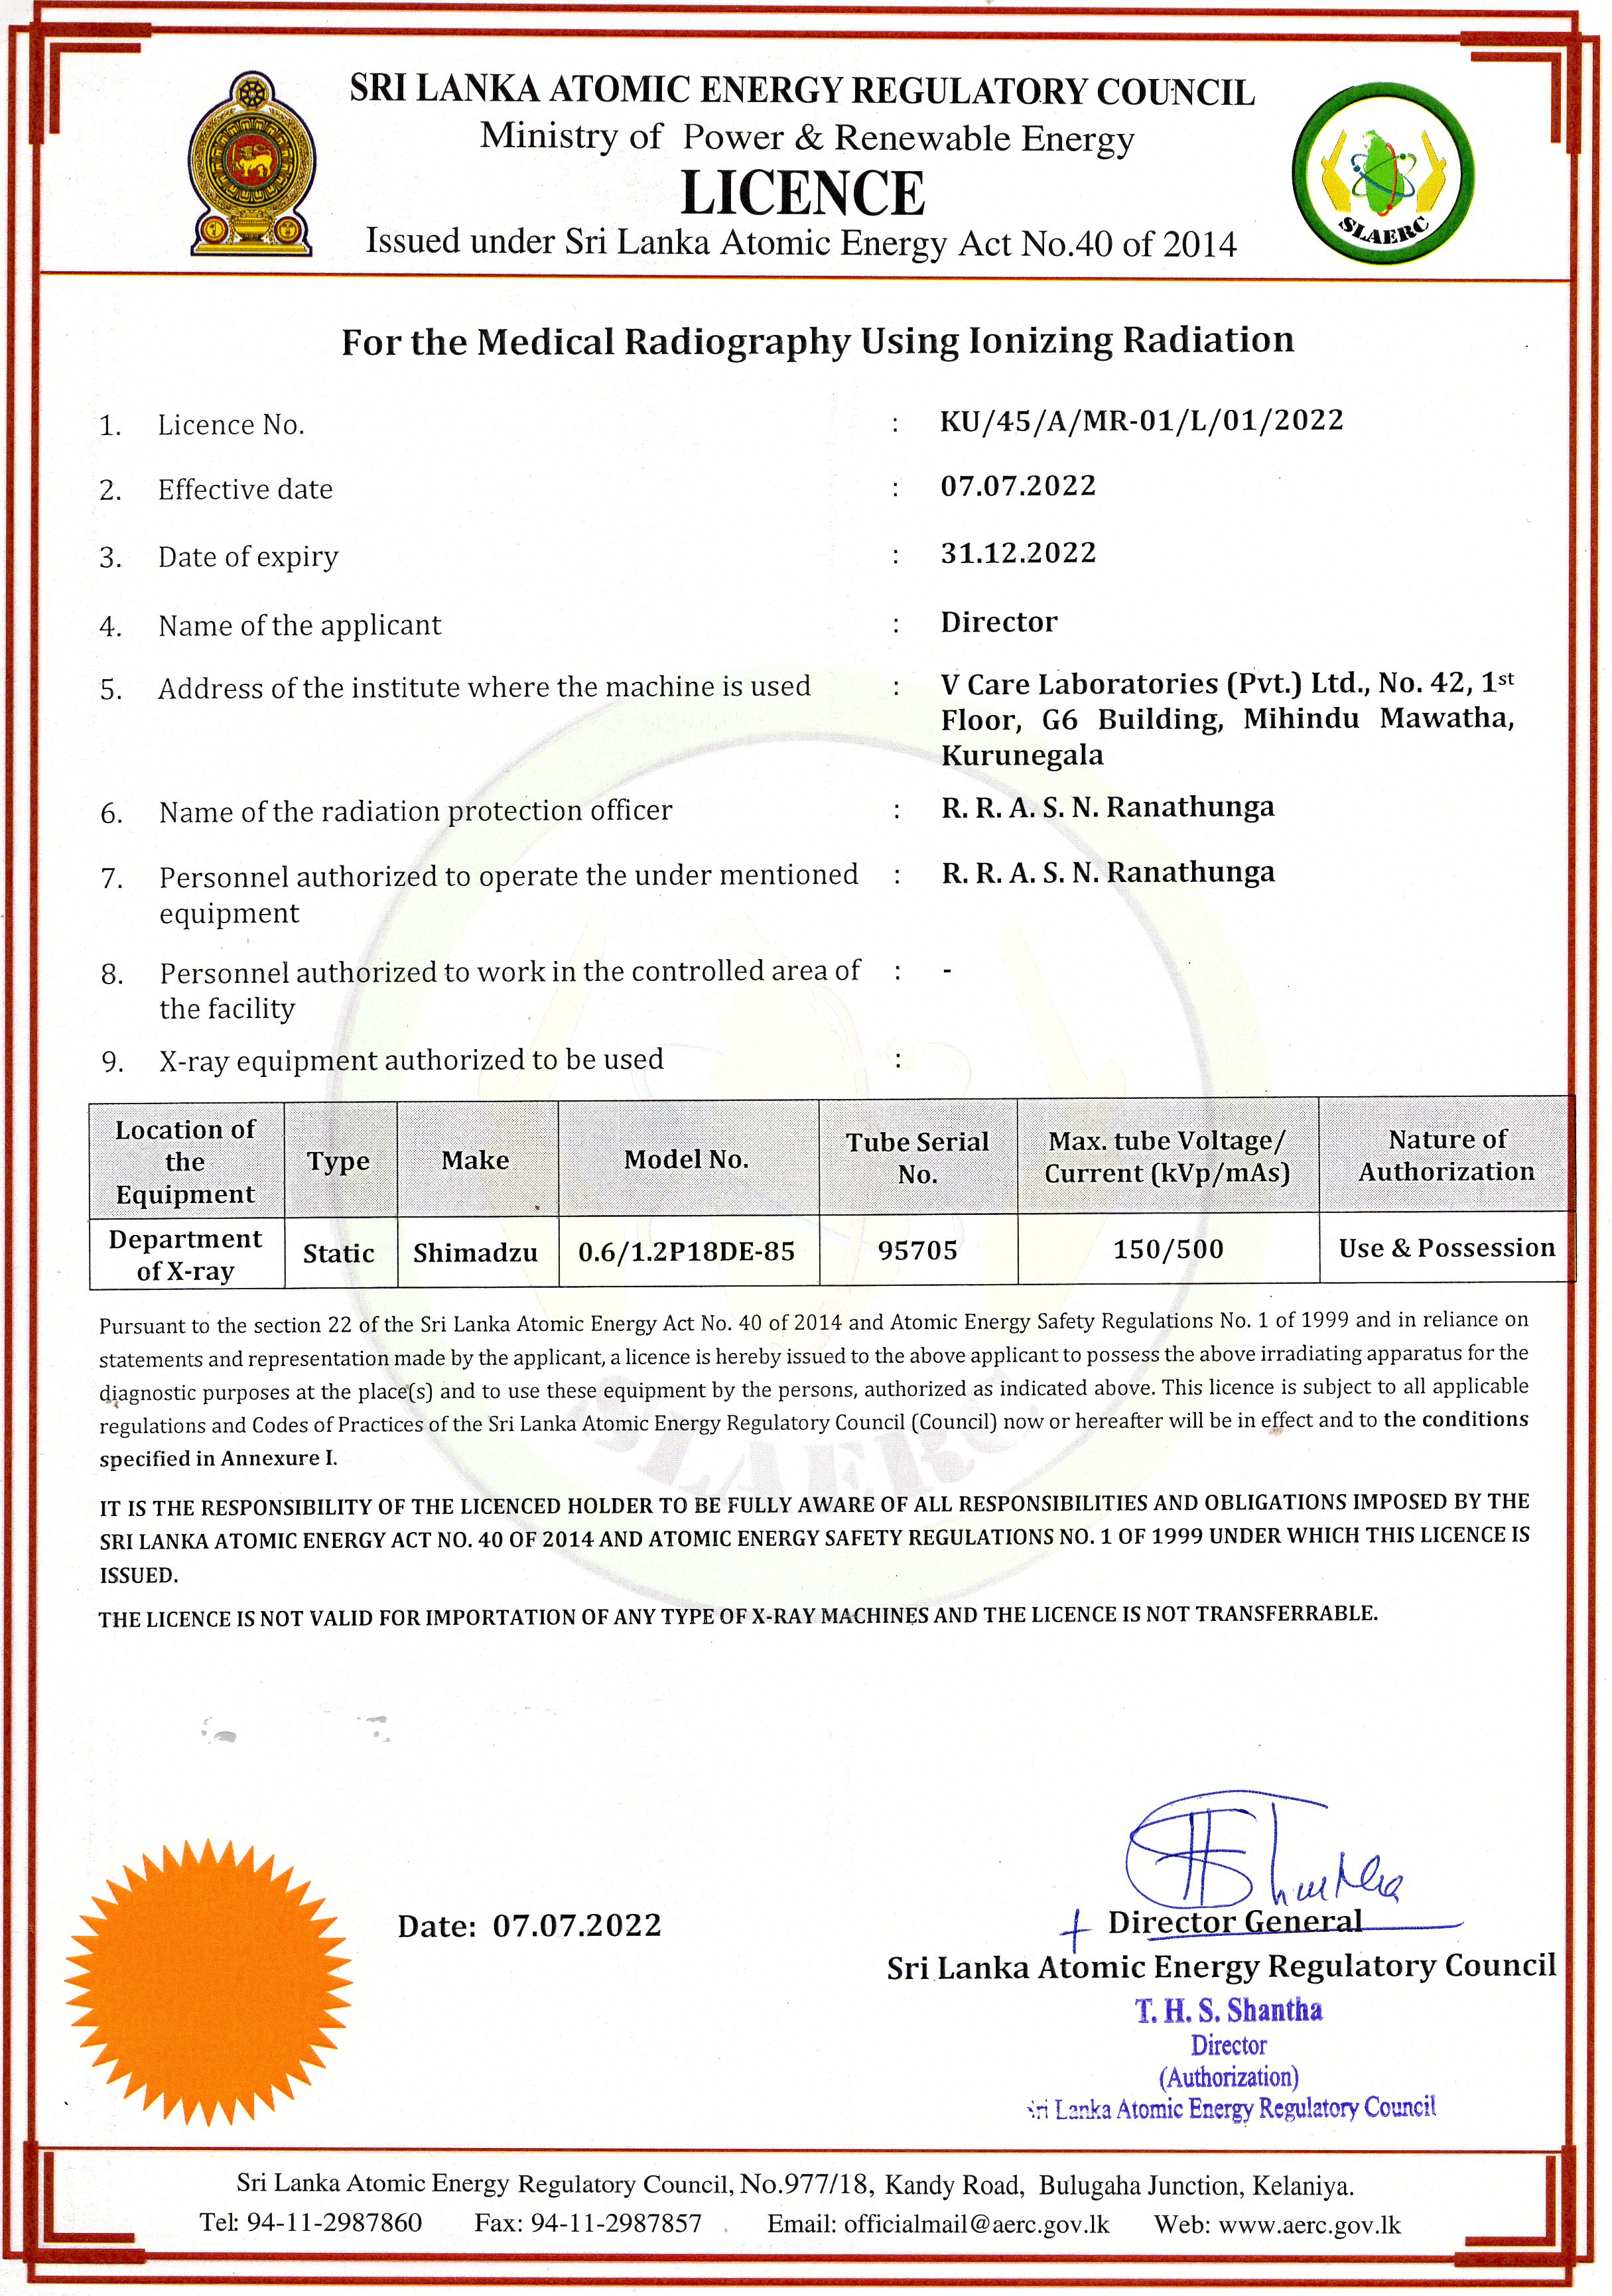 SRI LANKA ATOMIC ENERGY REGULATORY COUNCIL
Ministry of Power & Renewable Energy
LICENCE
Issued under Sri Lanka Atomic Energy Act No.40 of 2014
SLAERC
For the Medical Radiography Using Ionizing Radiation
1. Licence No. : KU/45/A/MR-01/L/01/2022
2. Effective date : 07.07.2022
3. Date of expiry : 31.12.2022
4. Name of the applicant : Director
5. Address of the institute where the machine is used : V Care Laboratories (Pvt.) Ltd., No. 42, 1st
Floor, G6 Building, Mihindu Mawatha,
Kurunegala
6. Name of the radiation protection officer : R. R. A. S. N. Ranathunga
7. Personnel authorized to operate the under mentioned : R. R. A. S. N. Ranathunga
equipment
8. Personnel authorized to work in the controlled area of : -
the facility
9. X-ray equipment authorized to be used :
Location of
the
Equipment
Type
Make
Model No.
Tube Serial
No.
Max. tube Voltage/
Current (kVp/mAs)
Nature of
Authorization
Department
of X-ray
Static
Shimadzu
0.6/1.2P18DE-85
95705
150/500
Use & Possession
Pursuant to the section 22 of the Sri Lanka Atomic Energy Act No. 40 of 2014 and Atomic Energy Safety Regulations No. 1 of 1999 and in reliance on
statements and representation made by the applicant, a licence is hereby issued to the above applicant to possess the above irradiating apparatus for the
diagnostic purposes at the place(s) and to use these equipment by the persons, authorized as indicated above. This licence is subject to all applicable
regulations and Codes of Practices of the Sri Lanka Atomic Energy Regulatory Council (Council) now or hereafter will be in effect and to the conditions
specified in Annexure I.
SLAERC
IT IS THE RESPONSIBILITY OF THE LICENCED HOLDER TO BE FULLY AWARE OF ALL RESPONSIBILITIES AND OBLIGATIONS IMPOSED BY THE
SRI LANKA ATOMIC ENERGY ACT NO. 40 OF 2014 AND ATOMIC ENERGY SAFETY REGULATIONS NO. 1 OF 1999 UNDER WHICH THIS LICENCE IS
ISSUED.
THE LICENCE IS NOT VALID FOR IMPORTATION OF ANY TYPE OF X-RAY MACHINES AND THE LICENCE IS NOT TRANSFERRABLE.
Date: 07.07.2022
Director General
Sri Lanka Atomic Energy Regulatory Council
T. H. S. Shantha
Director
(Authorization)
Sri Lanka Atomic Energy Regulatory Council
Sri Lanka Atomic Energy Regulatory Council, No.977/18, Kandy Road, Bulugaha Junction, Kelaniya.
Tel: 94-11-2987860 Fax: 94-11-2987857 Email: officialmail@aerc.gov.lk Web: www.aerc.gov.lk